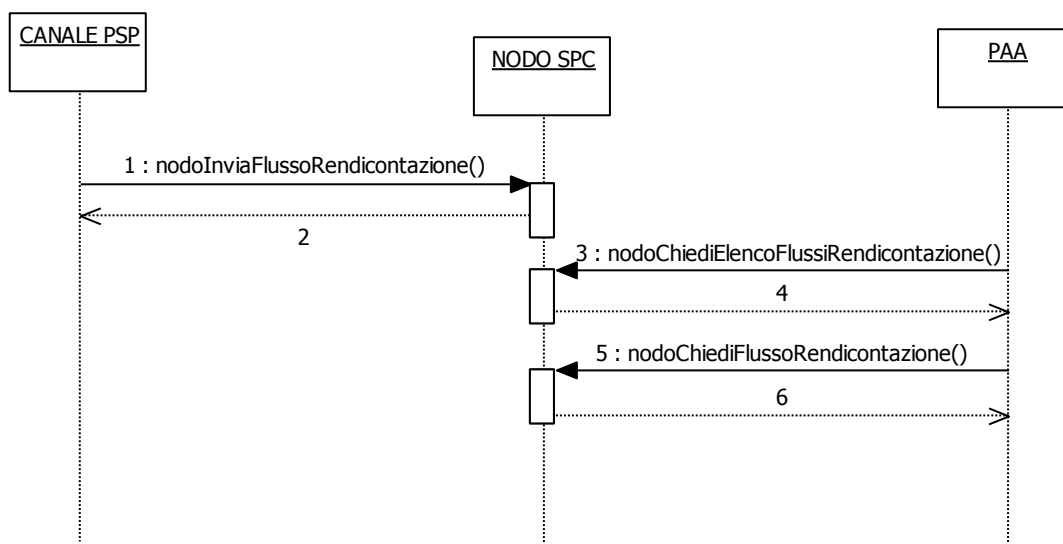 CANALE PSP
NODO SPC
PAA
1 : nodoInviaFlussoRendicontazione()
2
3 : nodoChiediElencoFlussiRendicontazione()
4
5 : nodoChiediFlussoRendicontazione()
6